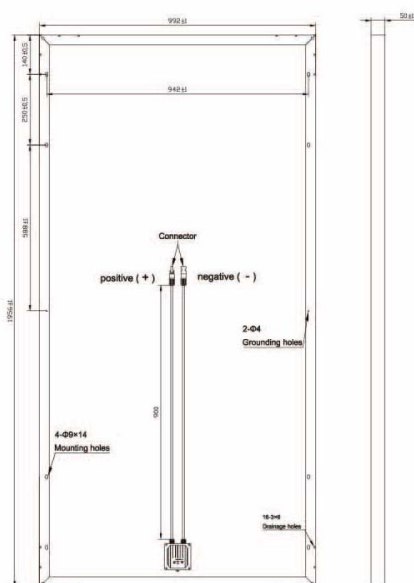 992±1
50±1
140±0.5
942±1
250±0.5
588±1
Connector
positive ( + )
negative ( - )
1956±1
2-Φ4
Grounding holes
900
4-Φ9×14
Mounting holes
Drainage holes